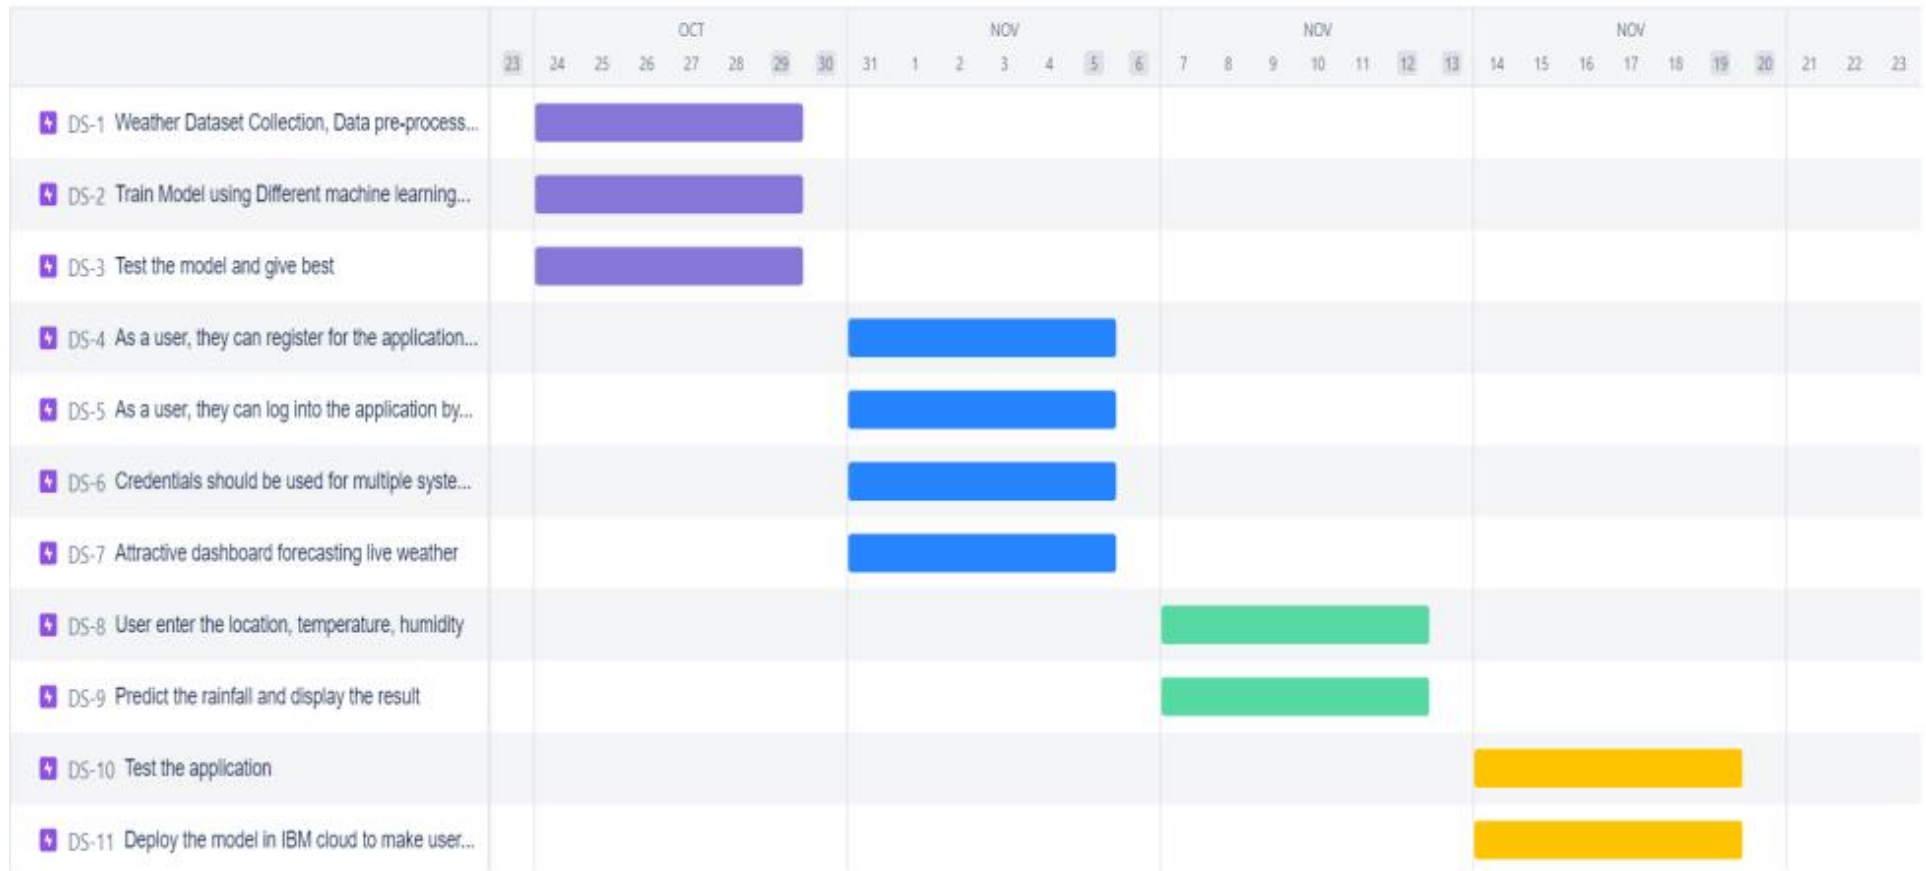 OCT NOV NOV NOV
23 24 25 26 27 28 29 30 31 1 2 3 4 5 6 7 8 9 10 11 12 13 14 15 16 17 18 19 20 21 22 23
DS-1 Weather Dataset Collection, Data pre-process...
DS-2 Train Model using Different machine learning...
DS-3 Test the model and give best
DS-4 As a user, they can register for the application...
DS-5 As a user, they can log into the application by...
DS-6 Credentials should be used for multiple syste...
DS-7 Attractive dashboard forecasting live weather
DS-8 User enter the location, temperature, humidity
DS-9 Predict the rainfall and display the result
DS-10 Test the application
DS-11 Deploy the model in IBM cloud to make user...